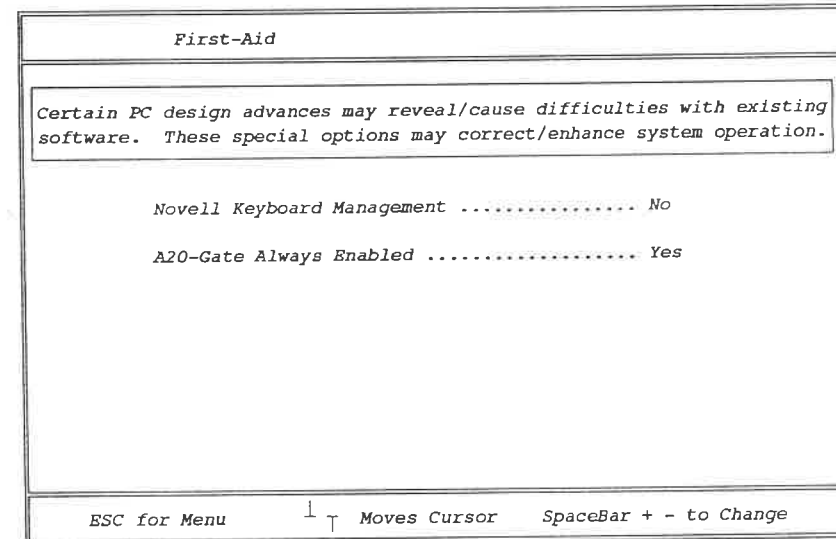 First-Aid
Certain PC design advances may reveal/cause difficulties with existing
software. These special options may correct/enhance system operation.
Novell Keyboard Management ................ No
A20-Gate Always Enabled ................... Yes
ESC for Menu ┴ ┬ Moves Cursor SpaceBar + - to Change